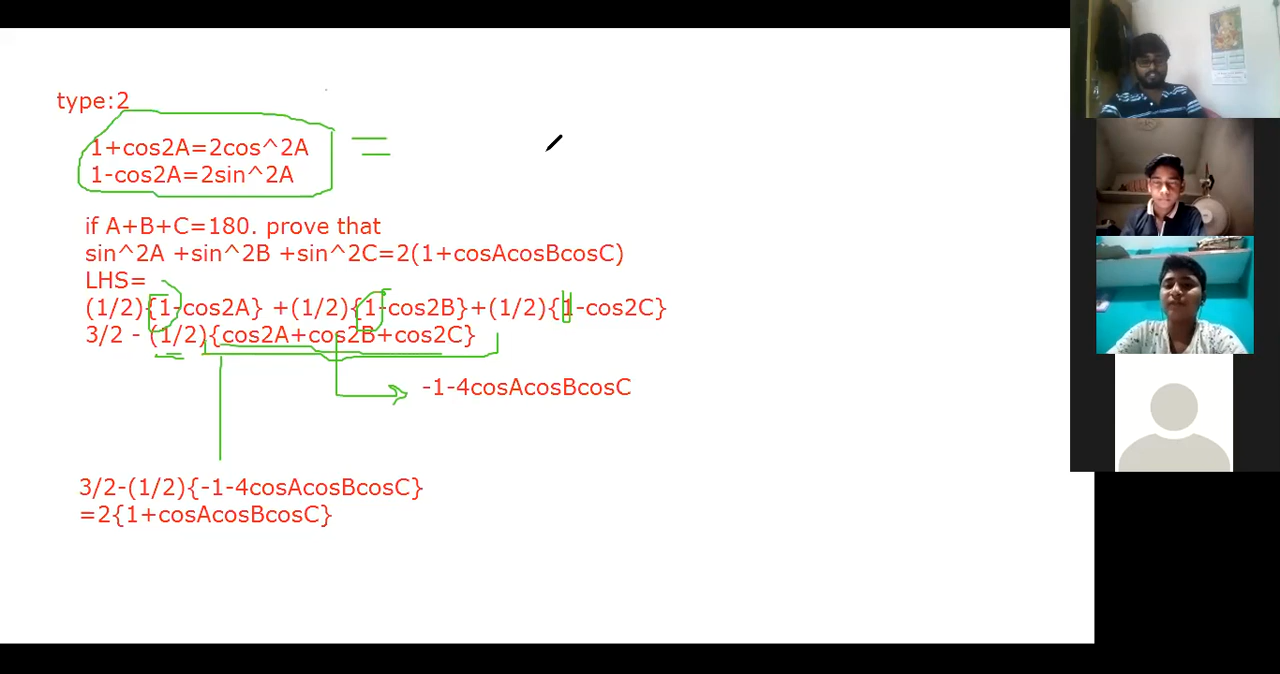 type:2
1+cos2A=2cos^2A
1-cos2A=2sin^2A
if A+B+C=180. prove that
sin^2A +sin^2B +sin^2C=2(1+cosAcosBcosC)
LHS=
(1/2){1-cos2A} +(1/2){1-cos2B}+(1/2){1-cos2C}
3/2 - (1/2){cos2A+cos2B+cos2C}
-1-4cosAcosBcosC
3/2-(1/2){-1-4cosAcosBcosC}
=2{1+cosAcosBcosC}